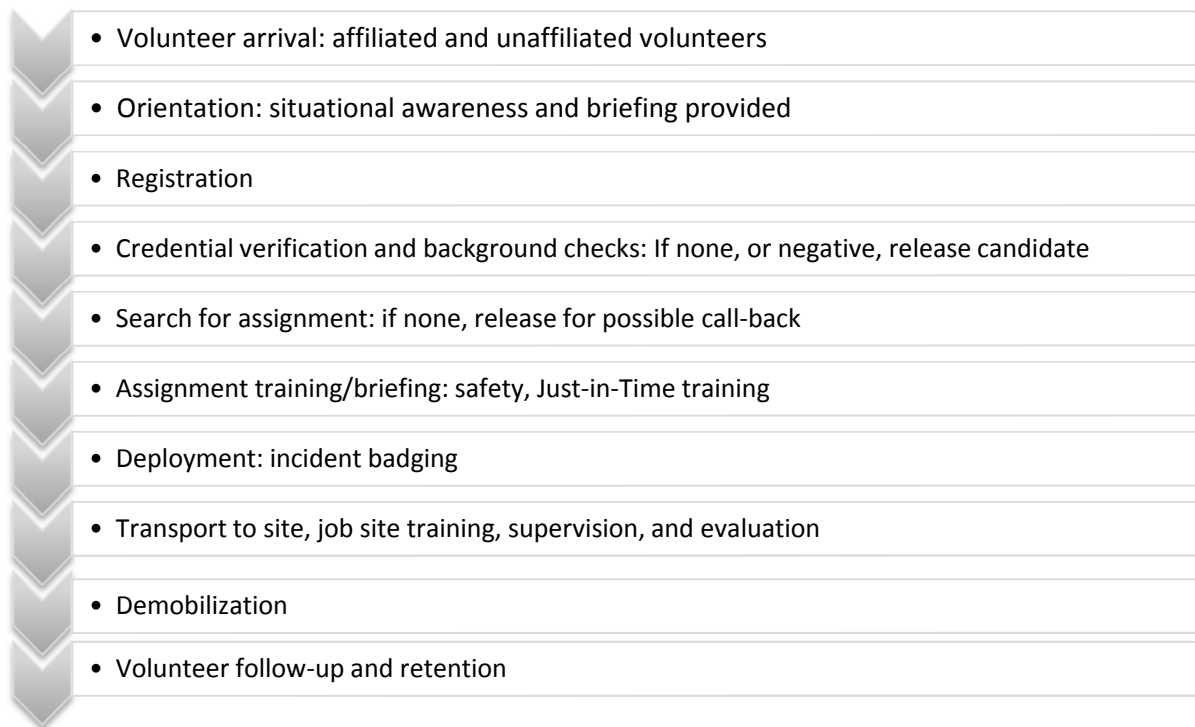 • Volunteer arrival: affiliated and unaffiliated volunteers
• Orientation: situational awareness and briefing provided
• Registration
• Credential verification and background checks: If none, or negative, release candidate
• Search for assignment: if none, release for possible call-back
• Assignment training/briefing: safety, Just-in-Time training
• Deployment: incident badging
• Transport to site, job site training, supervision, and evaluation
• Demobilization
• Volunteer follow-up and retention